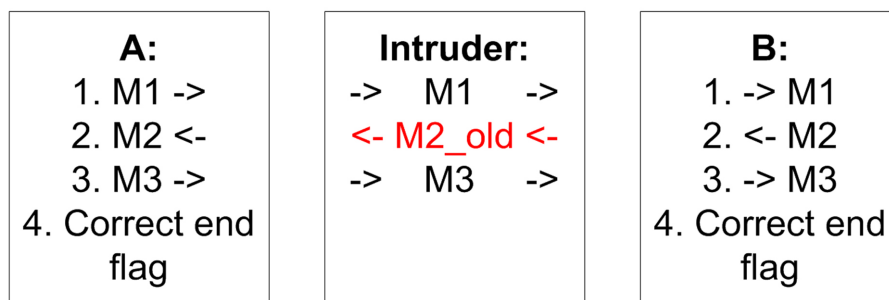 A:
1. M1 ->
2. M2 <-
3. M3 ->
4. Correct end
flag
Intruder:
-> M1 ->
<- M2_old <-
-> M3 ->
B:
1. -> M1
2. <- M2
3. -> M3
4. Correct end
flag